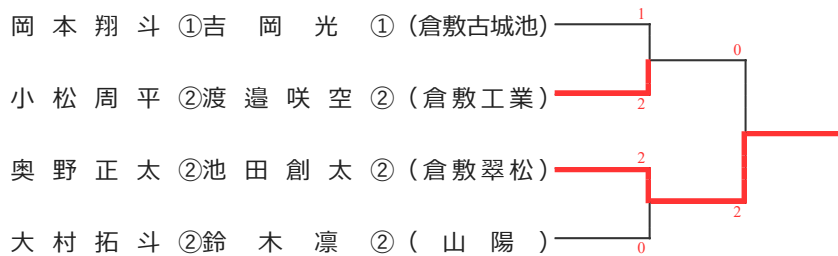 岡本翔斗①吉岡光①(倉敷古城池)
1
0
小松周平②渡邉咲空②(倉敷工業)
2
奥野正太②池田創太②(倉敷翠松)
2
2
大村拓斗②鈴木凛②(山陽)
0